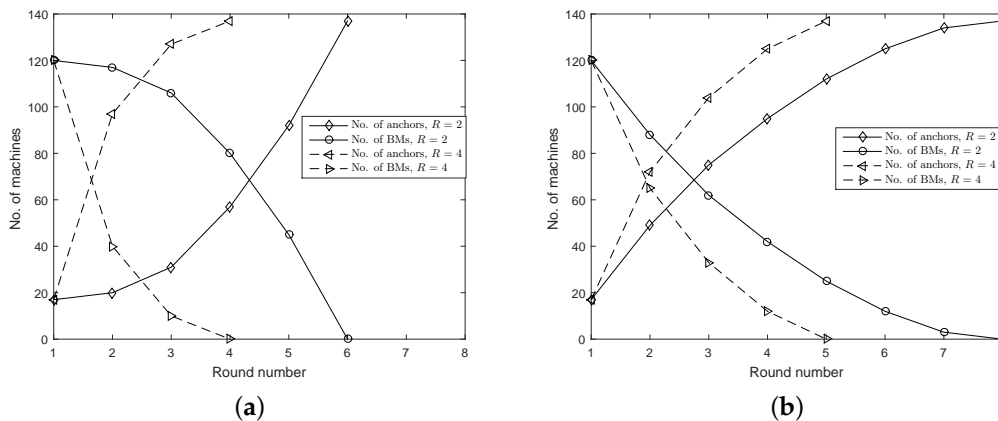 140
120
100
80
60
40
20
0
No. of machines
1 2 3 4 5 6 7 8
Round number
No. of anchors, R = 2
No. of BMs, R = 2
No. of anchors, R = 4
No. of BMs, R = 4
(a)
140
120
100
80
60
40
20
0
No. of machines
1 2 3 4 5 6 7
Round number
No. of anchors, R = 2
No. of BMs, R = 2
No. of anchors, R = 4
No. of BMs, R = 4
(b)